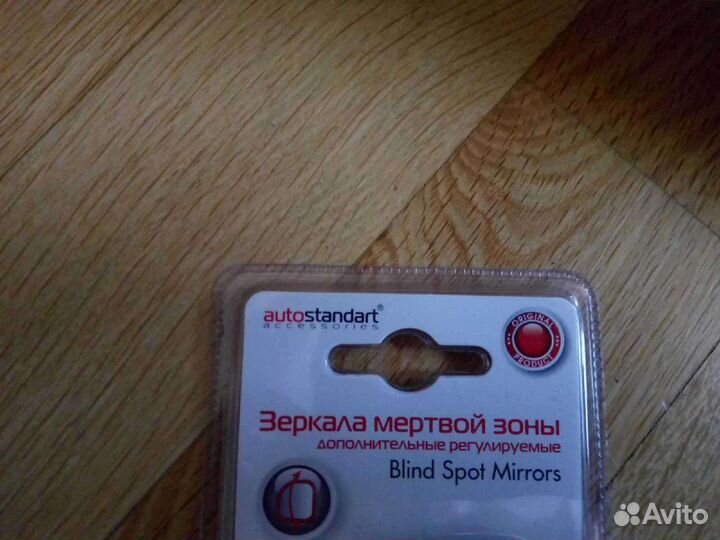 autostandart®
accessories
ORIGINAL
PRODUCT
Зеркала мертвой зоны
дополнительные регулируемые
Blind Spot Mirrors
Avito